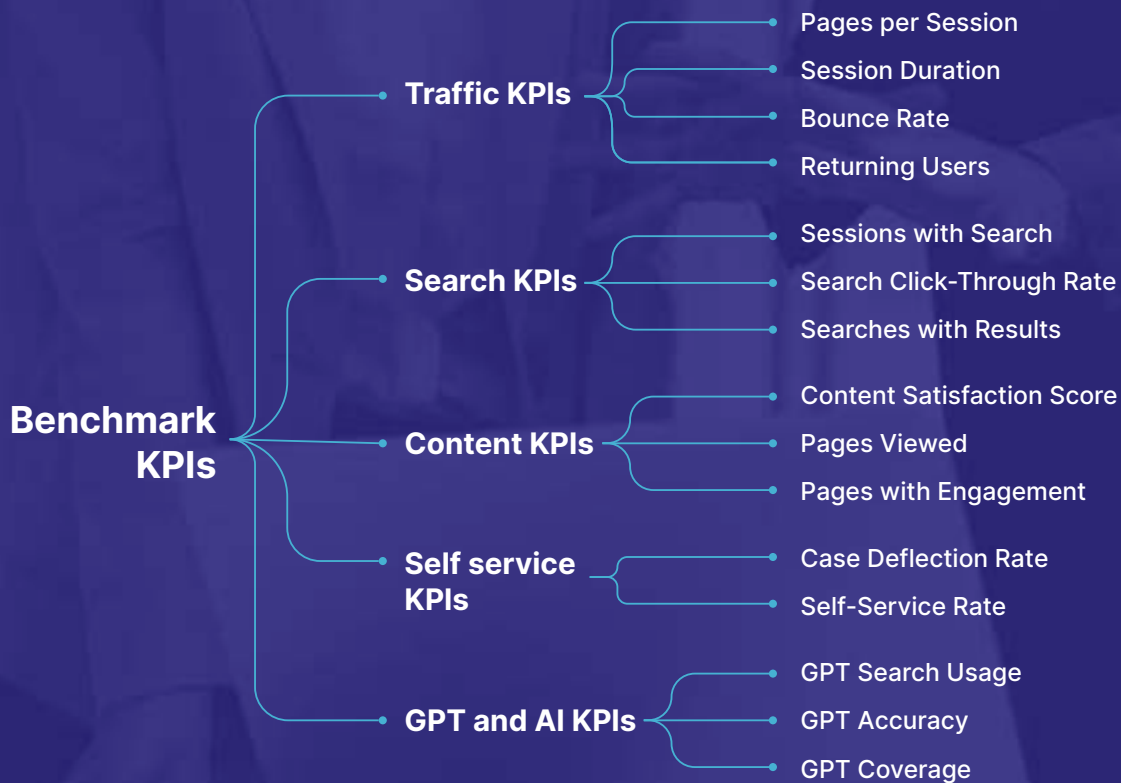 Benchmark
KPIs
Traffic KPIs
Pages per Session
Session Duration
Bounce Rate
Returning Users
Search KPIs
Sessions with Search
Search Click-Through Rate
Searches with Results
Content KPIs
Content Satisfaction Score
Pages Viewed
Pages with Engagement
Self service
KPIs
Case Deflection Rate
Self-Service Rate
GPT and AI KPIs
GPT Search Usage
GPT Accuracy
GPT Coverage